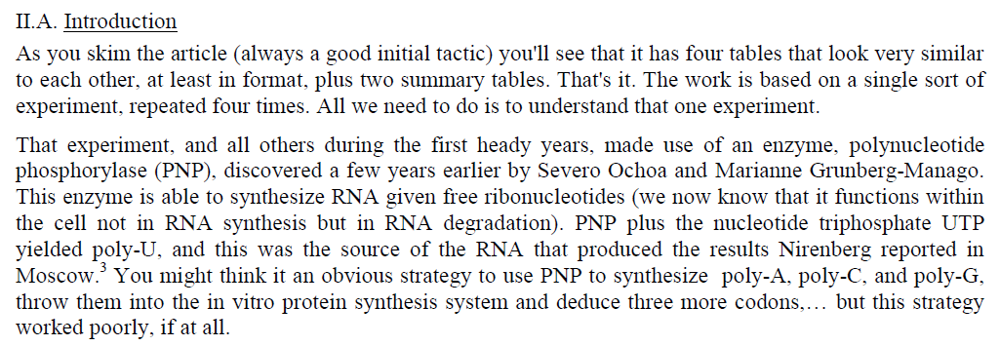 II.A. Introduction
As you skim the article (always a good initial tactic) you'll see that it has four tables that look very similar
to each other, at least in format, plus two summary tables. That's it. The work is based on a single sort of
experiment, repeated four times. All we need to do is to understand that one experiment.
That experiment, and all others during the first heady years, made use of an enzyme, polynucleotide
phosphorylase (PNP), discovered a few years earlier by Severo Ochoa and Marianne Grunberg-Manago.
This enzyme is able to synthesize RNA given free ribonucleotides (we now know that it functions within
the cell not in RNA synthesis but in RNA degradation). PNP plus the nucleotide triphosphate UTP
yielded poly-U, and this was the source of the RNA that produced the results Nirenberg reported in
Moscow.3 You might think it an obvious strategy to use PNP to synthesize poly-A, poly-C, and poly-G,
throw them into the in vitro protein synthesis system and deduce three more codons,… but this strategy
worked poorly, if at all.